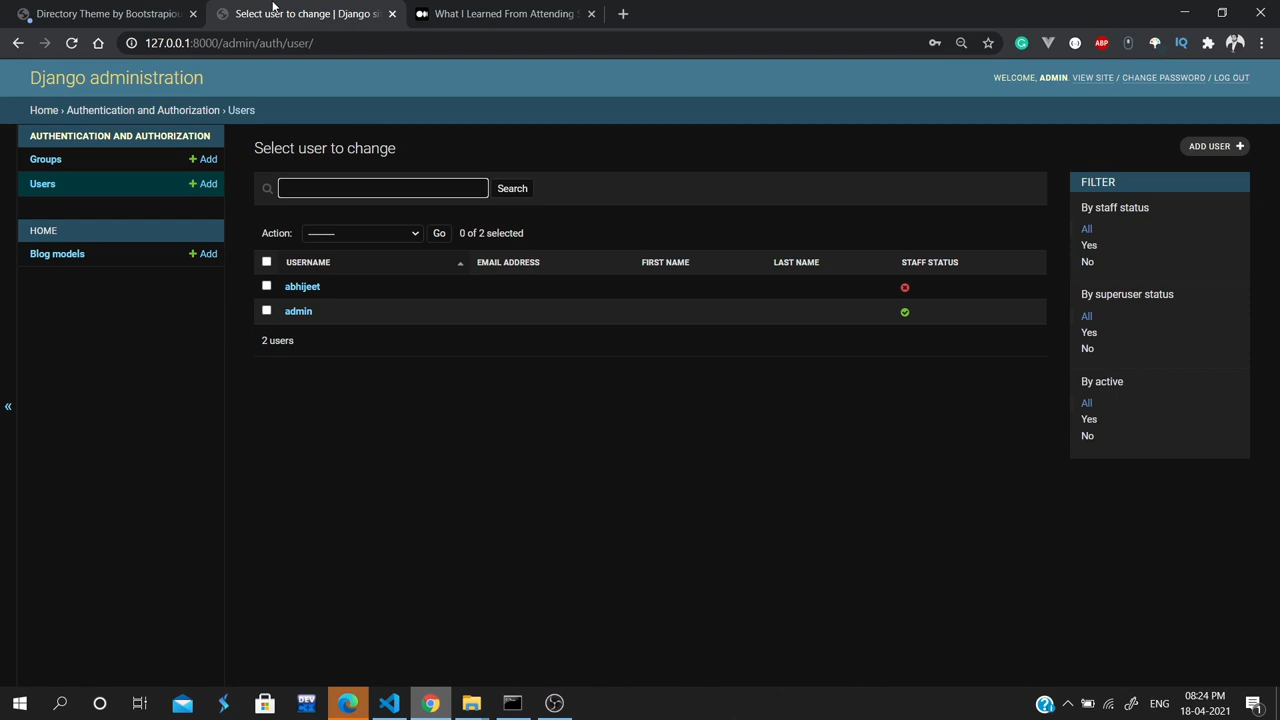 Directory Theme by Bootstrapiou
Select user to change | Django si
What I Learned From Attending S
127.0.0.1:8000/admin/auth/user/
ABP
IQ
Django administration
WELCOME, ADMIN. VIEW SITE / CHANGE PASSWORD / LOG OUT
Home › Authentication and Authorization › Users
AUTHENTICATION AND AUTHORIZATION
Groups
+ Add
Users
+ Add
HOME
Blog models
+ Add
«
Select user to change
ADD USER +
Search
Action:
---------
Go
0 of 2 selected
USERNAME
EMAIL ADDRESS
FIRST NAME
LAST NAME
STAFF STATUS
abhijeet
admin
2 users
FILTER
By staff status
All
Yes
No
By superuser status
All
Yes
No
By active
All
Yes
No
DEV
ENG
08:24 PM
18-04-2021
1